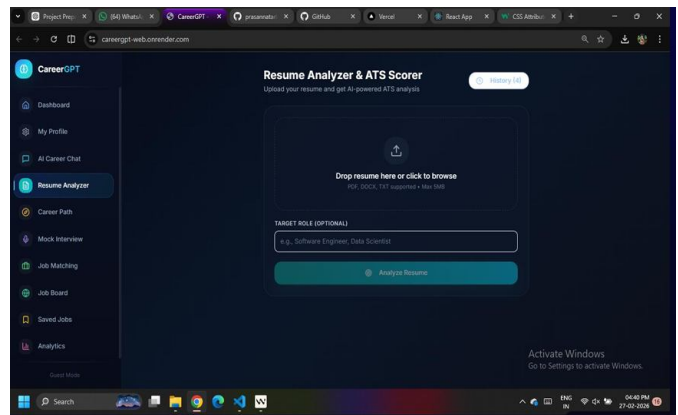 Project Prep
(64) WhatsA
CareerGPT
prasannatad
GitHub
Vercel
React App
CSS Attribut
careergpt-web.onrender.com
CareerGPT
Dashboard
My Profile
AI Career Chat
Resume Analyzer
Career Path
Mock Interview
Job Matching
Job Board
Saved Jobs
Analytics
Guest Mode
Resume Analyzer & ATS Scorer
Upload your resume and get AI-powered ATS analysis
History (4)
Drop resume here or click to browse
PDF, DOCX, TXT supported • Max 5MB
TARGET ROLE (OPTIONAL)
e.g., Software Engineer, Data Scientist
Analyze Resume
Activate Windows
Go to Settings to activate Windows.
Search
ENG
IN
04:40 PM
27-02-2026